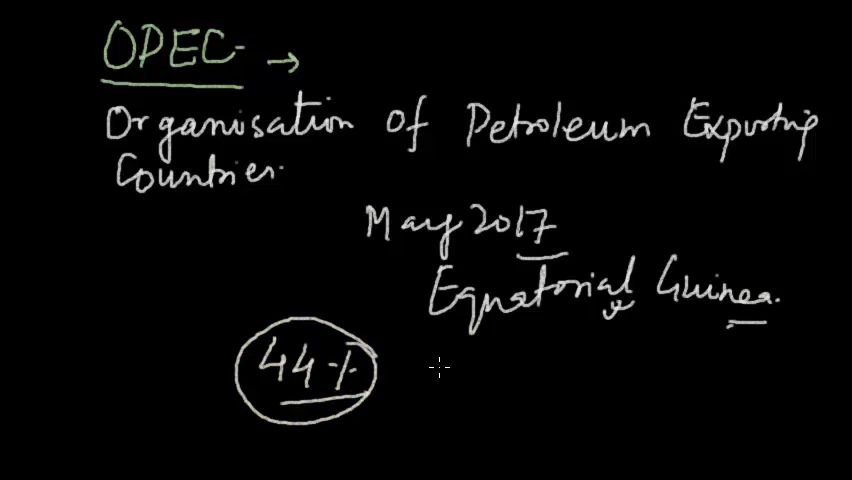 OPEC →
Organisation of Petroleum Exporting
Countries.
May 2017
Equatorial Guinea.
44%